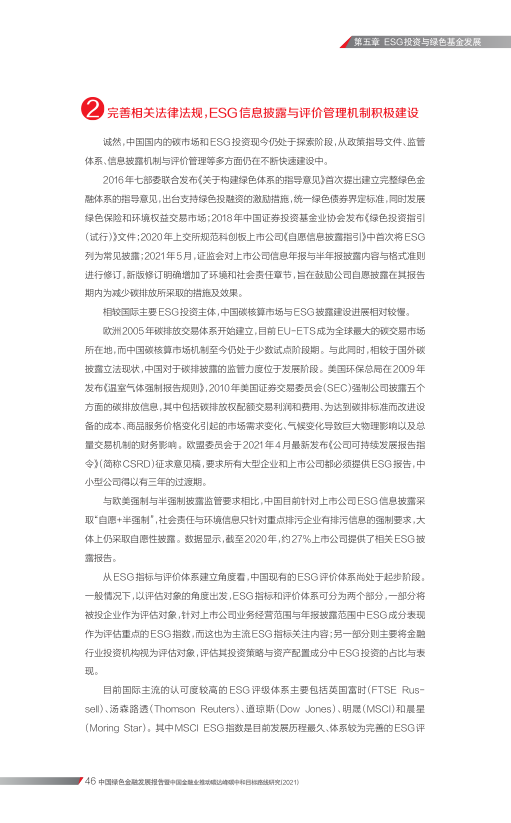 第五章 ESG投资与绿色基金发展
2 完善相关法律法规，ESG信息披露与评价管理机制积极建设
诚然，中国国内的碳市场和ESG投资现今仍处于探索阶段，从政策指导文件、监管
体系、信息披露机制与评价管理等多方面仍在不断快速建设中。
2016年七部委联合发布《关于构建绿色体系的指导意见》首次提出建立完整绿色金
融体系的指导意见，出台支持绿色投融资的激励措施，统一绿色债券界定标准，同时发展
绿色保险和环境权益交易市场；2018年中国证券投资基金业协会发布《绿色投资指引
（试行）》文件；2020年上交所规范科创板上市公司《自愿信息披露指引》中首次将ESG
列为常见披露；2021年5月，证监会对上市公司信息年报与半年报披露内容与格式准则
进行修订，新版修订明确增加了环境和社会责任章节，旨在鼓励公司自愿披露在其报告
期内为减少碳排放所采取的措施及效果。
相较国际主要ESG投资主体，中国碳核算市场与ESG披露建设进展相对较慢。
欧洲2005年碳排放交易体系开始建立，目前EU-ETS成为全球最大的碳交易市场
所在地，而中国碳核算市场机制至今仍处于少数试点阶段期。与此同时，相较于国外碳
披露立法现状，中国对于碳排披露的监管力度位于发展阶段。美国环保总局在2009年
发布《温室气体强制报告规则》，2010年美国证券交易委员会（SEC）强制公司披露五个
方面的碳排放信息，其中包括碳排放权配额交易利润和费用、为达到碳排标准而改进设
备的成本、商品服务价格变化引起的市场需求变化、气候变化导致巨大物理影响以及总
量交易机制的财务影响。欧盟委员会于2021年4月最新发布《公司可持续发展报告指
令》（简称CSRD）征求意见稿，要求所有大型企业和上市公司都必须提供ESG报告，中
小型公司得以有三年的过渡期。
与欧美强制与半强制披露监管要求相比，中国目前针对上市公司ESG信息披露采
取“自愿+半强制”，社会责任与环境信息只针对重点排污企业有排污信息的强制要求，大
体上仍采取自愿性披露。数据显示，截至2020年，约27%上市公司提供了相关ESG披
露报告。
从ESG指标与评价体系建立角度看，中国现有的ESG评价体系尚处于起步阶段。
一般情况下，以评估对象的角度出发，ESG指标和评价体系可分为两个部分，一部分将
被投企业作为评估对象，针对上市公司业务经营范围与年报披露范围中ESG成分表现
作为评估重点的ESG指数，而这也为主流ESG指标关注内容；另一部分则主要将金融
行业投资机构视为评估对象，评估其投资策略与资产配置成分中ESG投资的占比与表
现。
目前国际主流的认可度较高的ESG评级体系主要包括英国富时（FTSE Rus-
sell）、汤森路透（Thomson Reuters）、道琼斯（Dow Jones）、明晟（MSCI）和晨星
（Moring Star）。其中MSCI ESG指数是目前发展历程最久、体系较为完善的ESG评
46 中国绿色金融发展报告暨中国金融业推动碳达峰碳中和目标路线研究（2021）